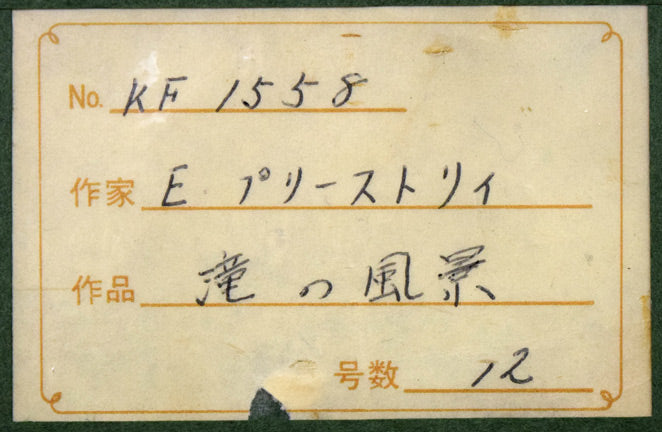 No. KF 1558
作家 E プリーストリィ
作品 滝の風景
号数 12